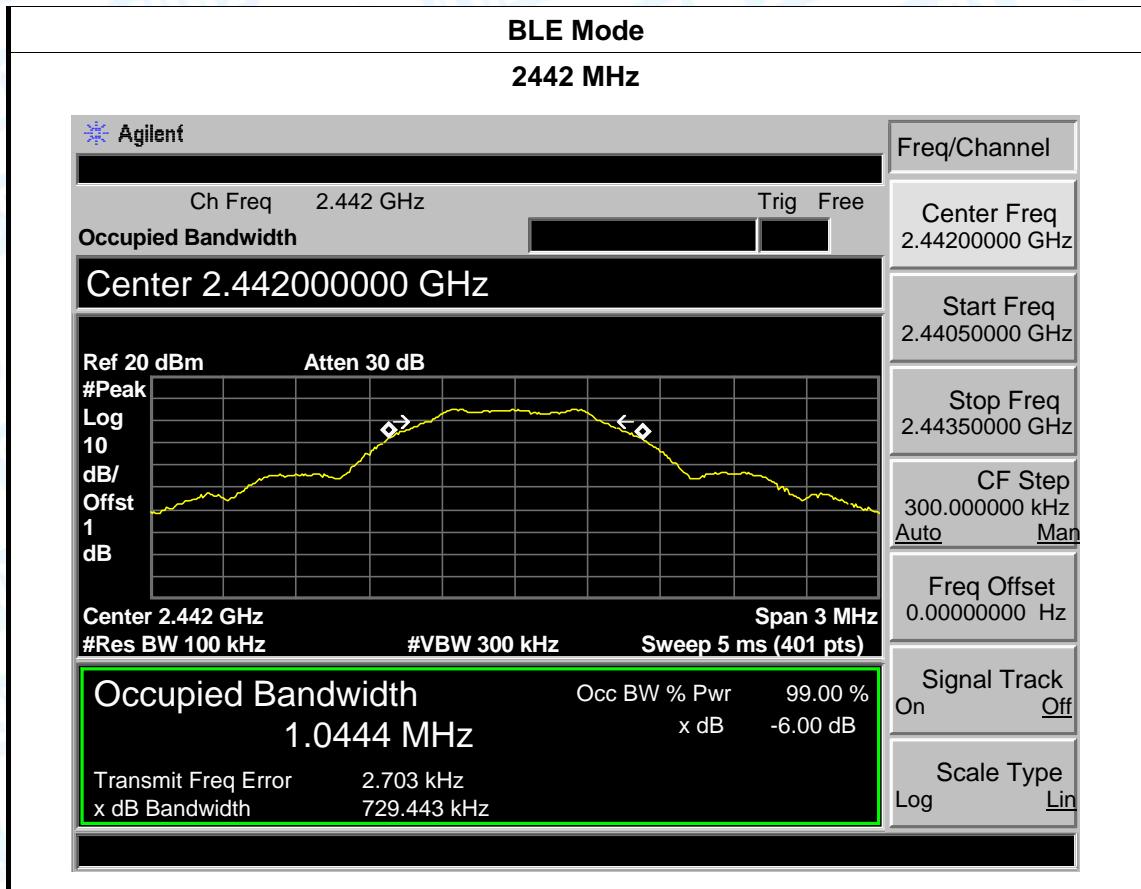 BLE Mode
2442 MHz
Agilent
Freq/Channel
Ch Freq 2.442 GHz Trig Free
Occupied Bandwidth
Center 2.442000000 GHz
Ref 20 dBm Atten 30 dB
#Peak
Log
10
dB/
Offst
1
dB
Center 2.442 GHz Span 3 MHz
#Res BW 100 kHz #VBW 300 kHz Sweep 5 ms (401 pts)
Occupied Bandwidth Occ BW % Pwr 99.00 %
1.0444 MHz x dB -6.00 dB
Transmit Freq Error 2.703 kHz
x dB Bandwidth 729.443 kHz
Center Freq
2.44200000 GHz
Start Freq
2.44050000 GHz
Stop Freq
2.44350000 GHz
CF Step
300.000000 kHz
Auto Man
Freq Offset
0.00000000 Hz
Signal Track
On Off
Scale Type
Log Lin